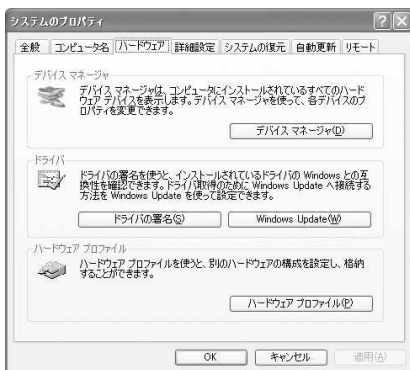 システムのプロパティ
全般 コンピュータ名 ハードウェア 詳細設定 システムの復元 自動更新 リモート
デバイス マネージャ
デバイス マネージャは、コンピュータにインストールされているすべてのハード
ウェア デバイスを表示します。デバイス マネージャを使って、各デバイスのプ
ロパティを変更できます。
デバイス マネージャ(D)
ドライバ
ドライバの署名を使うと、インストールされているドライバの Windows との互
換性を確認できます。ドライバ取得のために Windows Update へ接続する
方法を Windows Update を使って設定できます。
ドライバの署名(S) Windows Update(W)
ハードウェア プロファイル
ハードウェア プロファイルを使うと、別のハードウェアの構成を設定し、格納
することができます。
ハードウェア プロファイル(P)
OK キャンセル 適用(A)